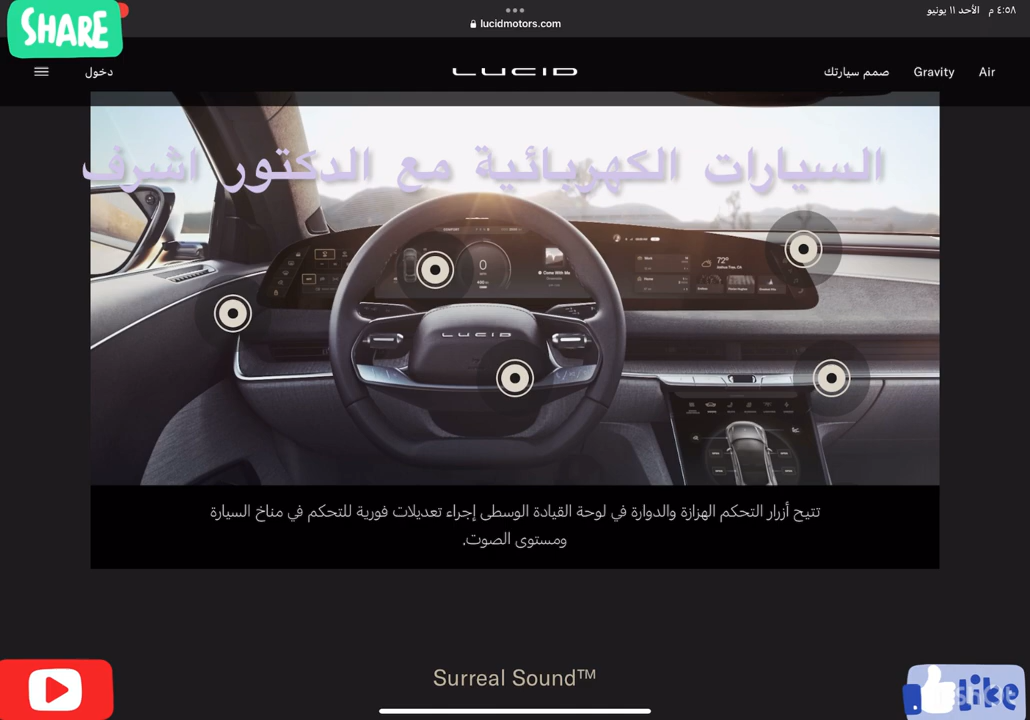 SHARE
٤:٥٨ م الأحد ١١ يونيو
lucidmotors.com
دخول
LUCID
صمم سيارتك
Gravity
Air
السيارات الكهربائية مع الدكتور اشرف
0
72°
LUCID
تتيح أزرار التحكم الهزازة والدوارة في لوحة القيادة الوسطى إجراء تعديلات فورية للتحكم في مناخ السيارة
ومستوى الصوت.
Surreal Sound™
Like